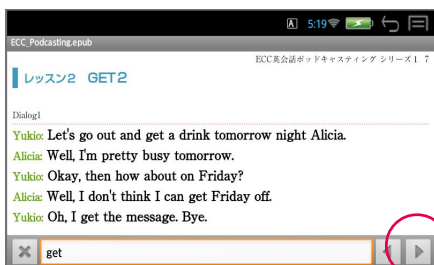 A 5:19
ECC_Podcasting.epub
ECC英会話ポッドキャスティング シリーズ1 7
レッスン2 GET2
Dialog1
Yukio: Let's go out and get a drink tomorrow night Alicia.
Alicia: Well, I'm pretty busy tomorrow.
Yukio: Okay, then how about on Friday?
Alicia: Well, I don't think I can get Friday off.
Yukio: Oh, I get the message. Bye.
get